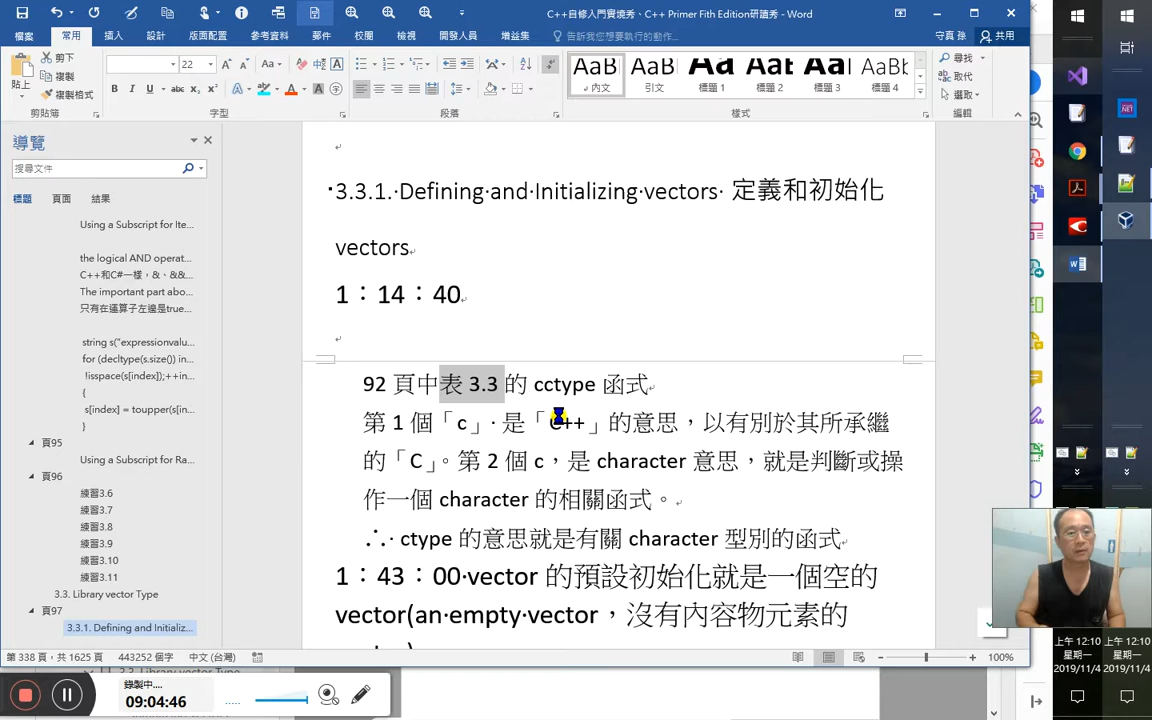 C++自修入門實境秀、C++ Primer Fith Edition研讀秀 - Word
檔案 常用 插入 設計 版面配置 參考資料 郵件 校閱 檢視 開發人員 增益集 告訴我您想要執行的動作... 守真 孫 共用
貼上
剪下
複製
複製格式
22
AaB
AaBb
內文 引文 標題 1 標題 2 標題 3 標題 4
尋找
取代
選取
剪貼簿 字型 段落 樣式 編輯
導覽
搜尋文件
標題 頁面 結果
Using a Subscript for Ite...
the logical AND operat...
C++和C#一樣,&、&&...
The important part abo...
只有在運算子左邊是true...
string s("expressionvalu...
for (decltype(s.size()) in...
!isspace(s[index]);++in...
{
s[index] = toupper(s[in...
}
頁95
Using a Subscript for Ra...
頁96
練習3.6
練習3.7
練習3.8
練習3.9
練習3.10
練習3.11
3.3. Library vector Type
頁97
3.3.1. Defining and Initializ...
3.3.1. Defining and Initializing vectors 定義和初始化
vectors
1：14：40
92 頁中表 3.3 的 cctype 函式
第 1 個「c」 是「C++」的意思，以有別於其所承繼
的「C」。第 2 個 c，是 character 意思，就是判斷或操
作一個 character 的相關函式。
∴ ctype 的意思就是有關 character 型別的函式
1：43：00 vector 的預設初始化就是一個空的
vector(an empty vector，沒有內容物元素的
第 338 頁，共 1625 頁 443252 個字 中文 (台灣) 100%
錄製中...
09:04:46
上午 12:10
星期一
2019/11/4
上午 12:10
星期一
2019/11/4